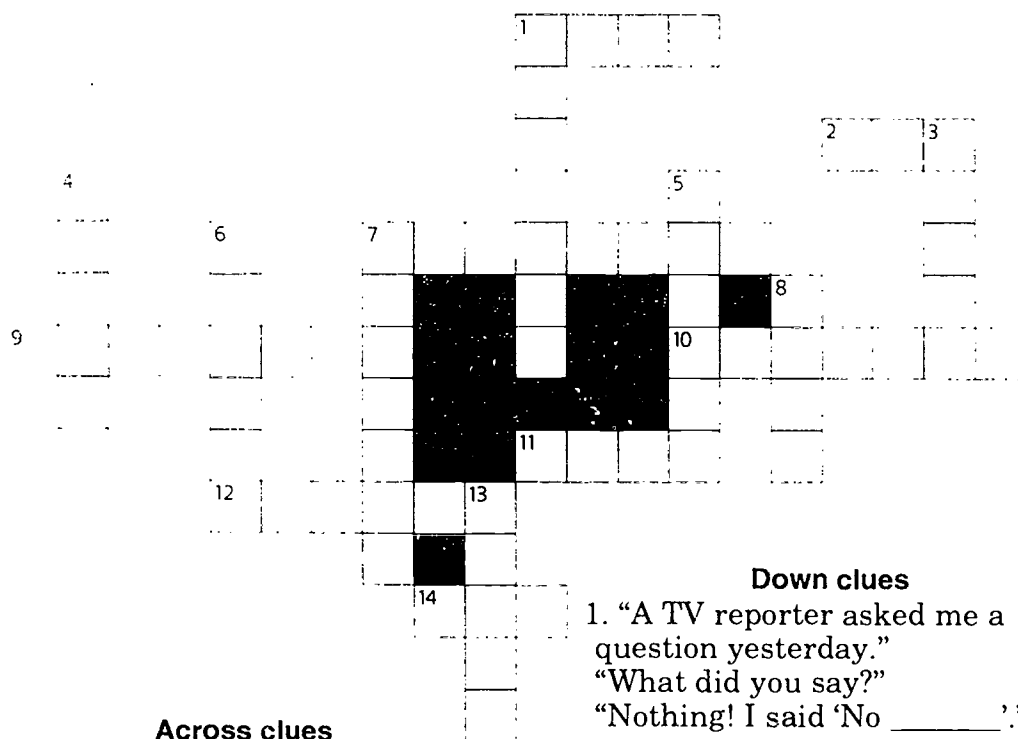 1
2 3
4 5
6 7
8
9 10
11
12 13
14
Down clues
1. “A TV reporter asked me a
question yesterday.”
“What did you say?”
“Nothing! I said ‘No _______’.”
Across clues